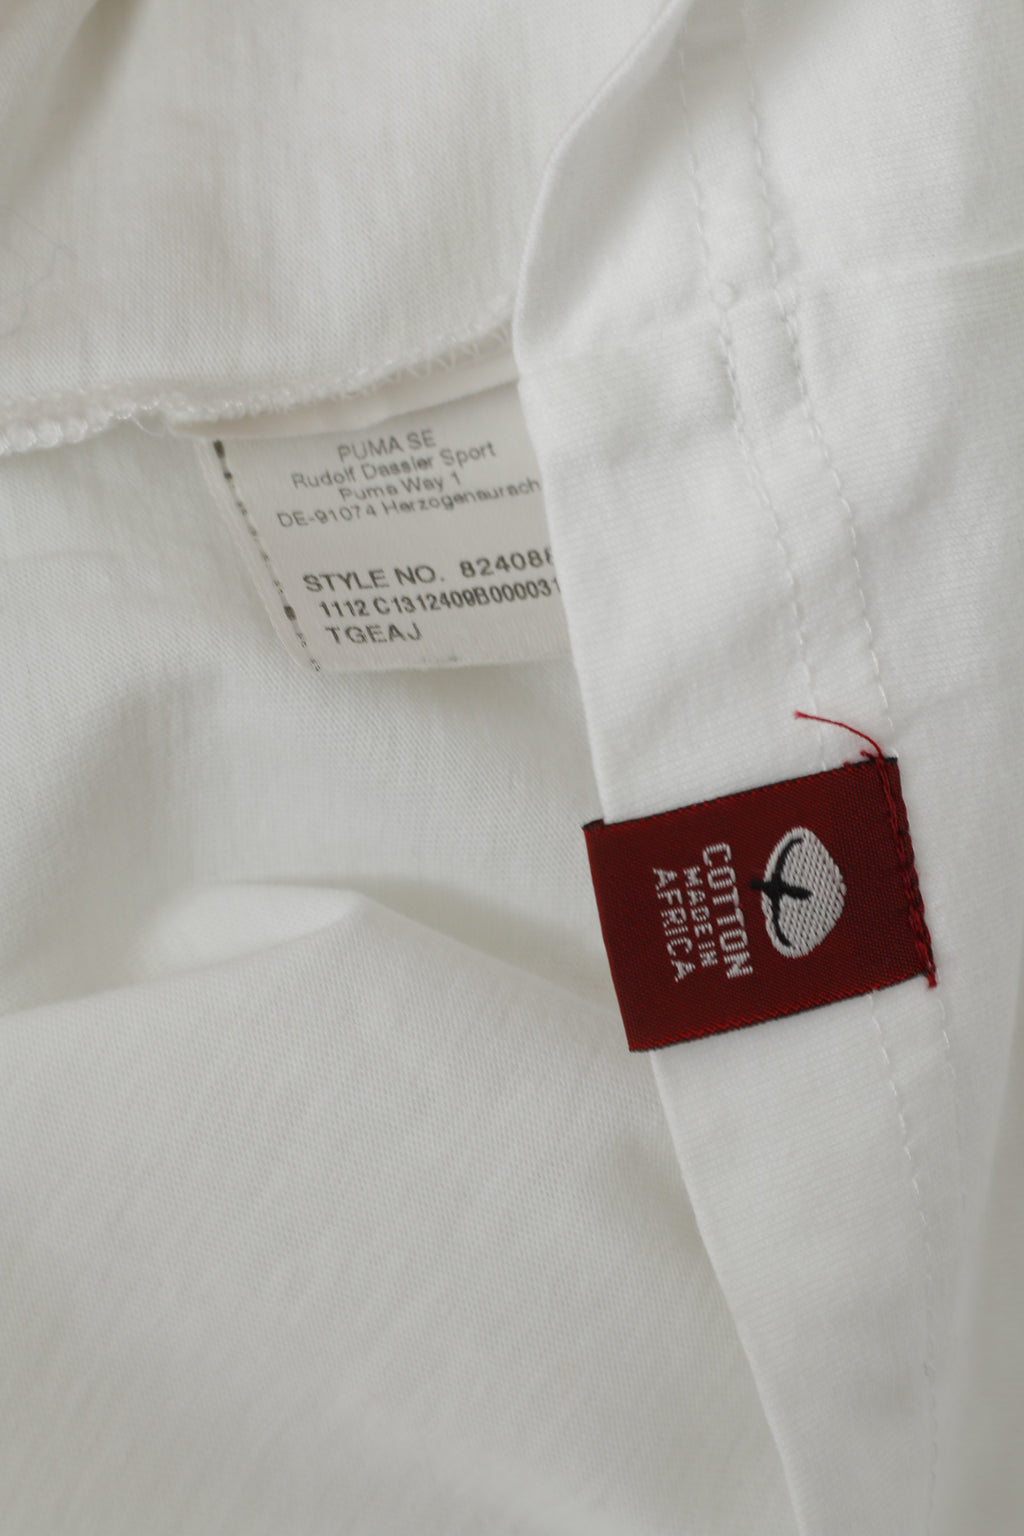 PUMA SE
Rudolf Dassler Sport
Puma Way 1
DE-91074 Herzogenaurach
STYLE NO. 82408
1112 C1312409B000031
TGEAJ
COTTON
MADE IN
AFRICA